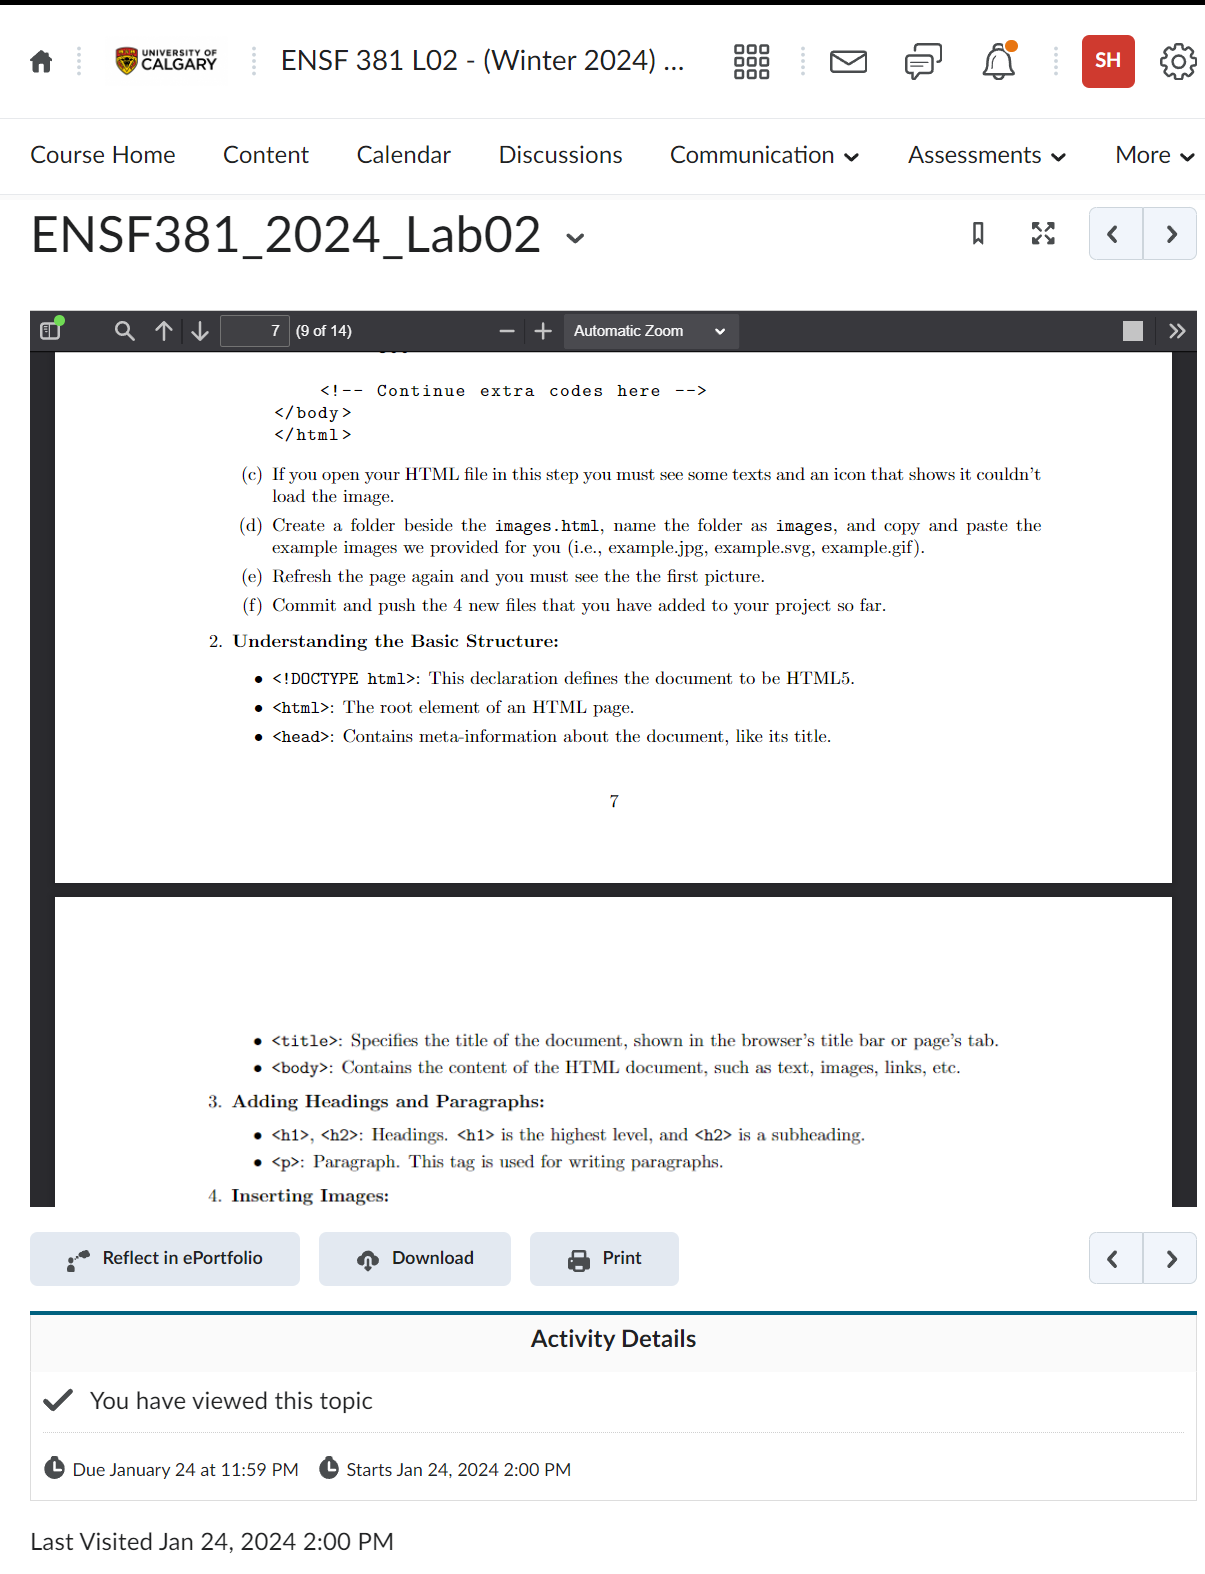 UNIVERSITY OF
CALGARY
ENSF 381 L02 - (Winter 2024) ...
SH
Course Home Content Calendar Discussions Communication Assessments More
ENSF381_2024_Lab02
7 (9 of 14) Automatic Zoom
<!-- Continue extra codes here -->
</body>
</html>
(c) If you open your HTML file in this step you must see some texts and an icon that shows it couldn't
load the image.
(d) Create a folder beside the images.html, name the folder as images, and copy and paste the
example images we provided for you (i.e., example.jpg, example.svg, example.gif).
(e) Refresh the page again and you must see the the first picture.
(f) Commit and push the 4 new files that you have added to your project so far.
2. Understanding the Basic Structure:
• <!DOCTYPE html>: This declaration defines the document to be HTML5.
• <html>: The root element of an HTML page.
• <head>: Contains meta-information about the document, like its title.
7
• <title>: Specifies the title of the document, shown in the browser's title bar or page's tab.
• <body>: Contains the content of the HTML document, such as text, images, links, etc.
3. Adding Headings and Paragraphs:
• <h1>, <h2>: Headings. <h1> is the highest level, and <h2> is a subheading.
• <p>: Paragraph. This tag is used for writing paragraphs.
4. Inserting Images:
Reflect in ePortfolio Download Print
Activity Details
You have viewed this topic
Due January 24 at 11:59 PM Starts Jan 24, 2024 2:00 PM
Last Visited Jan 24, 2024 2:00 PM